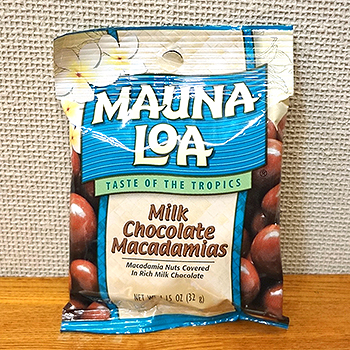 MAUNA
LOA
®
TASTE OF THE TROPICS
Milk
Chocolate
Macadamias
Macadamia Nuts Covered
In Rich Milk Chocolate
NET WT 1.15 OZ (32 g)